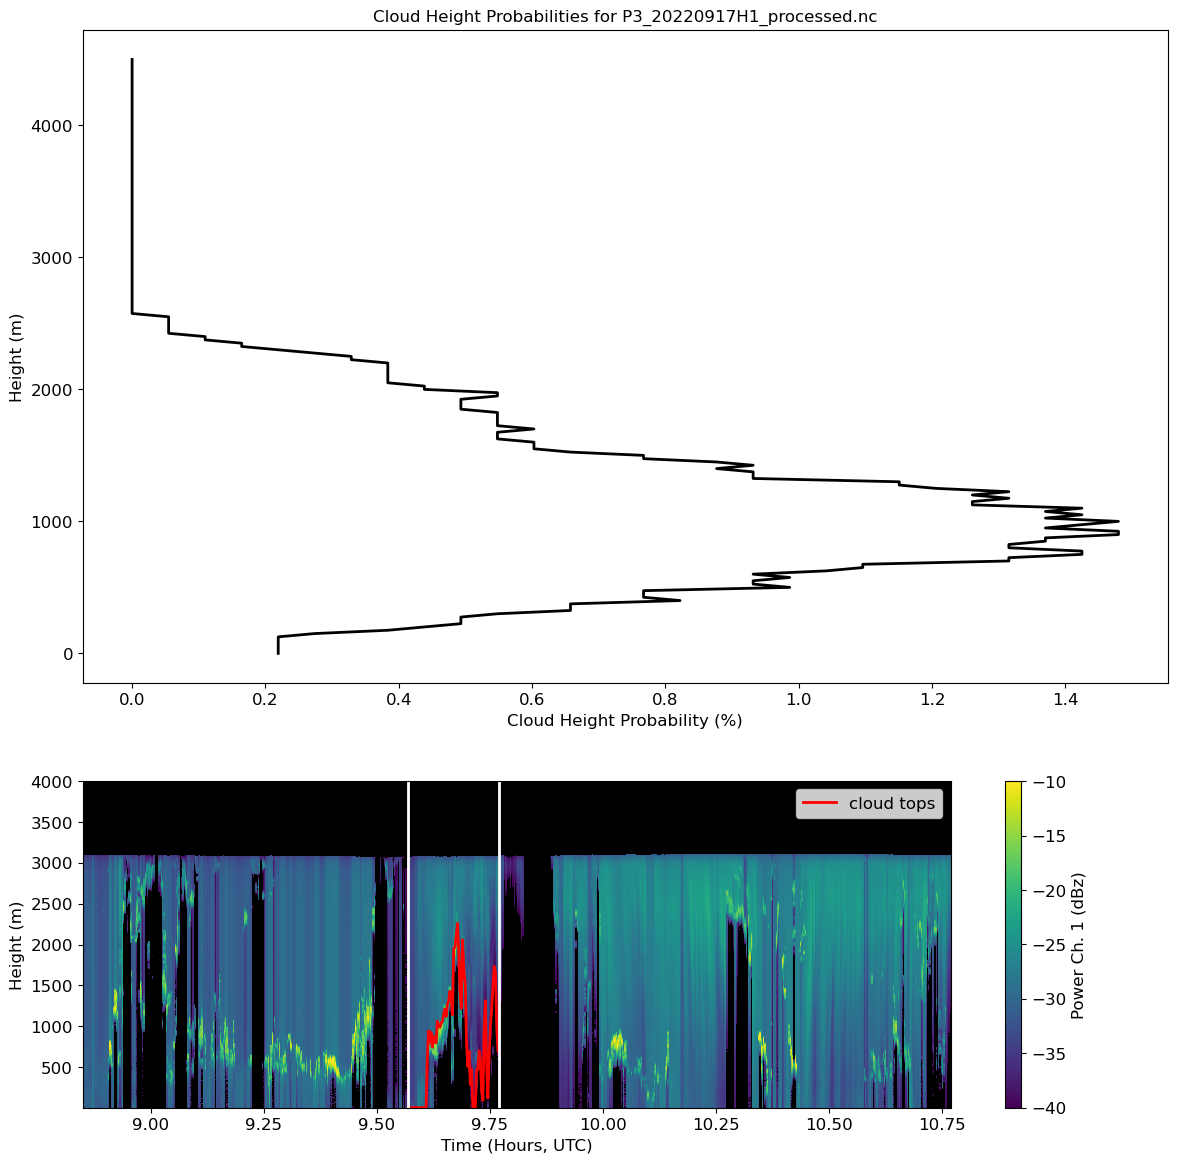 Cloud Height Probabilities for P3_20220917H1_processed.nc
4000
3000
2000
1000
0
Height (m)
0.0 0.2 0.4 0.6 0.8 1.0 1.2 1.4
Cloud Height Probability (%)
4000
3500
3000
2500
2000
1500
1000
500
Height (m)
cloud tops
9.00 9.25 9.50 9.75 10.00 10.25 10.50 10.75
Time (Hours, UTC)
−10
−15
−20
−25
−30
−35
−40
Power Ch. 1 (dBz)